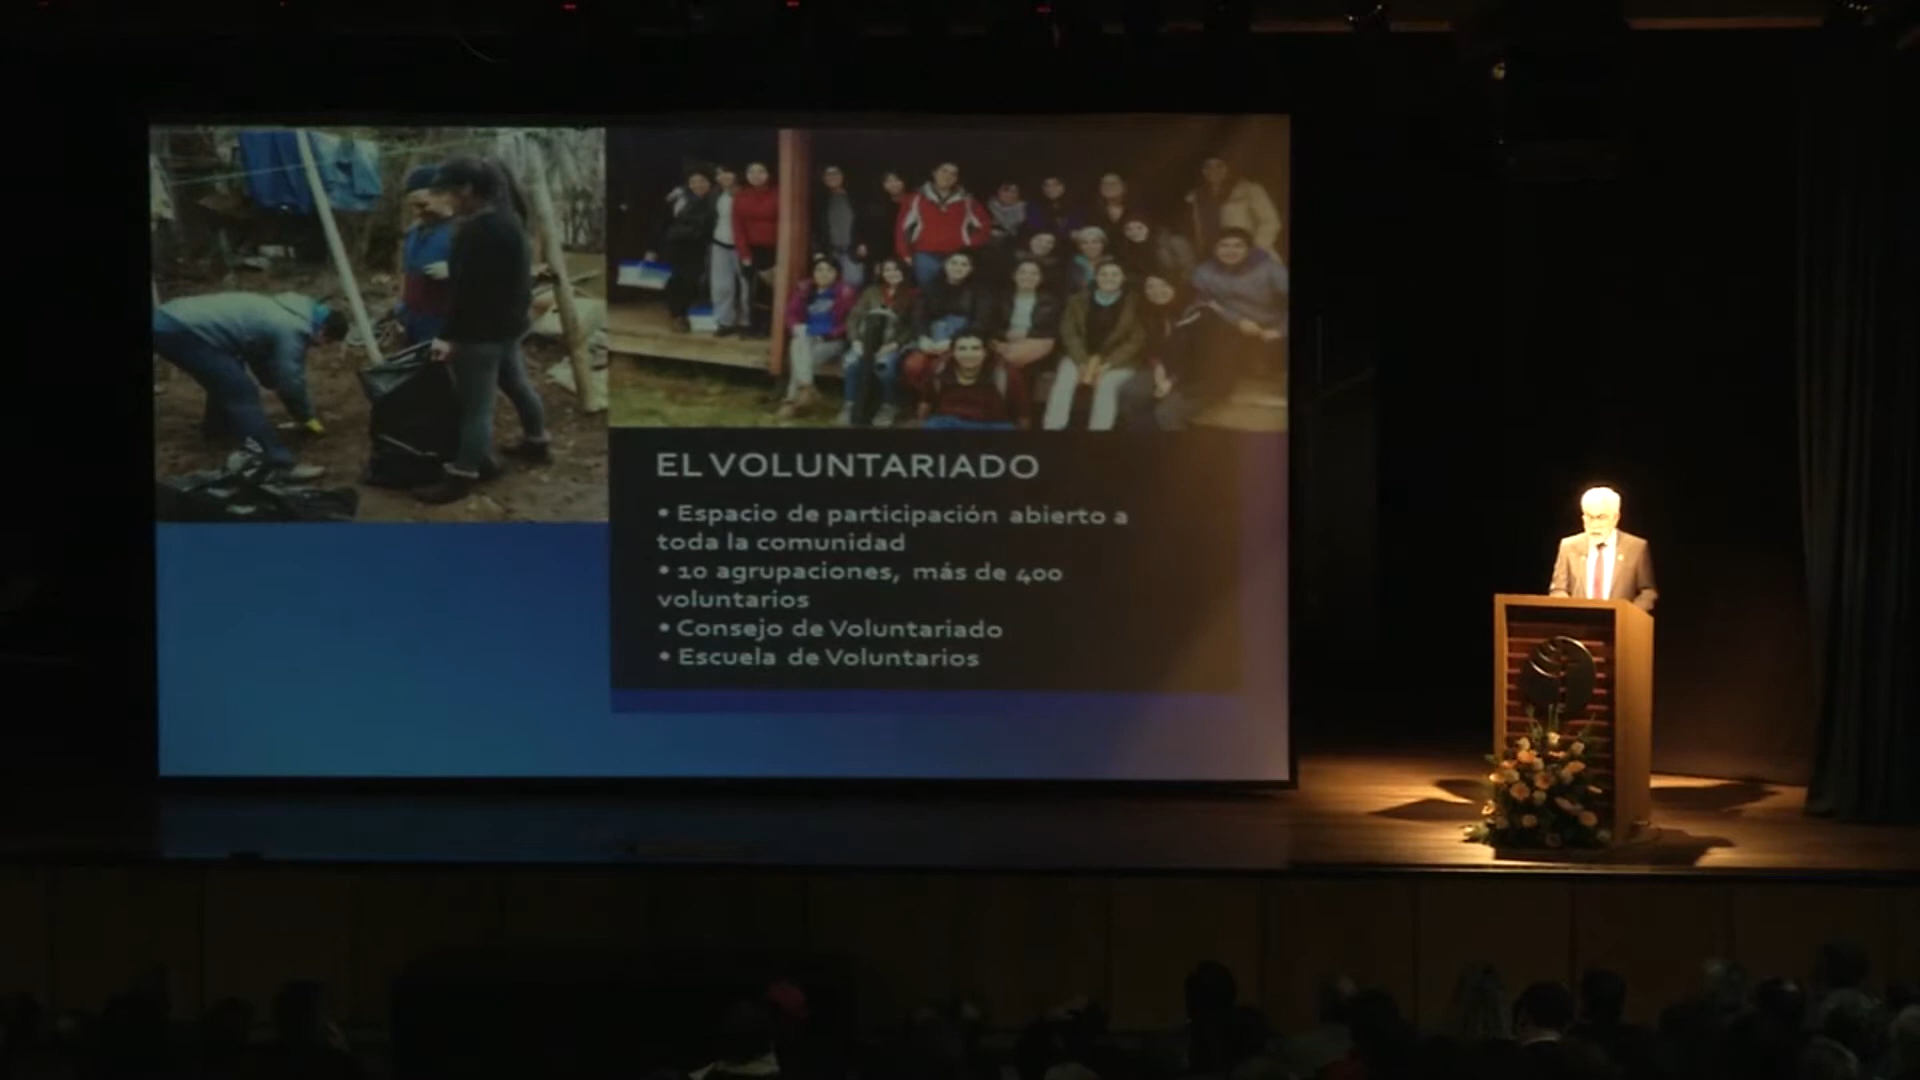 EL VOLUNTARIADO
• Espacio de participación abierto a
toda la comunidad
• 10 agrupaciones, más de 400
voluntarios
• Consejo de Voluntariado
• Escuela de Voluntarios